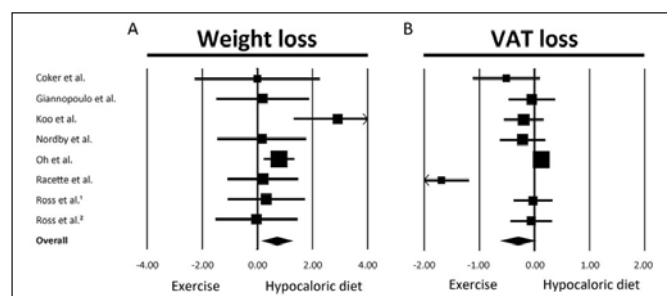 A Weight loss B VAT loss
Coker et al.
Giannopoulo et al.
Koo et al.
Nordby et al.
Oh et al.
Racette et al.
Ross et al.¹
Ross et al.²
Overall
-4.00 -2.00 0.00 2.00 4.00 -2.00 -1.00 0.00 1.00 2.00
Exercise Hypocaloric diet Exercise Hypocaloric diet